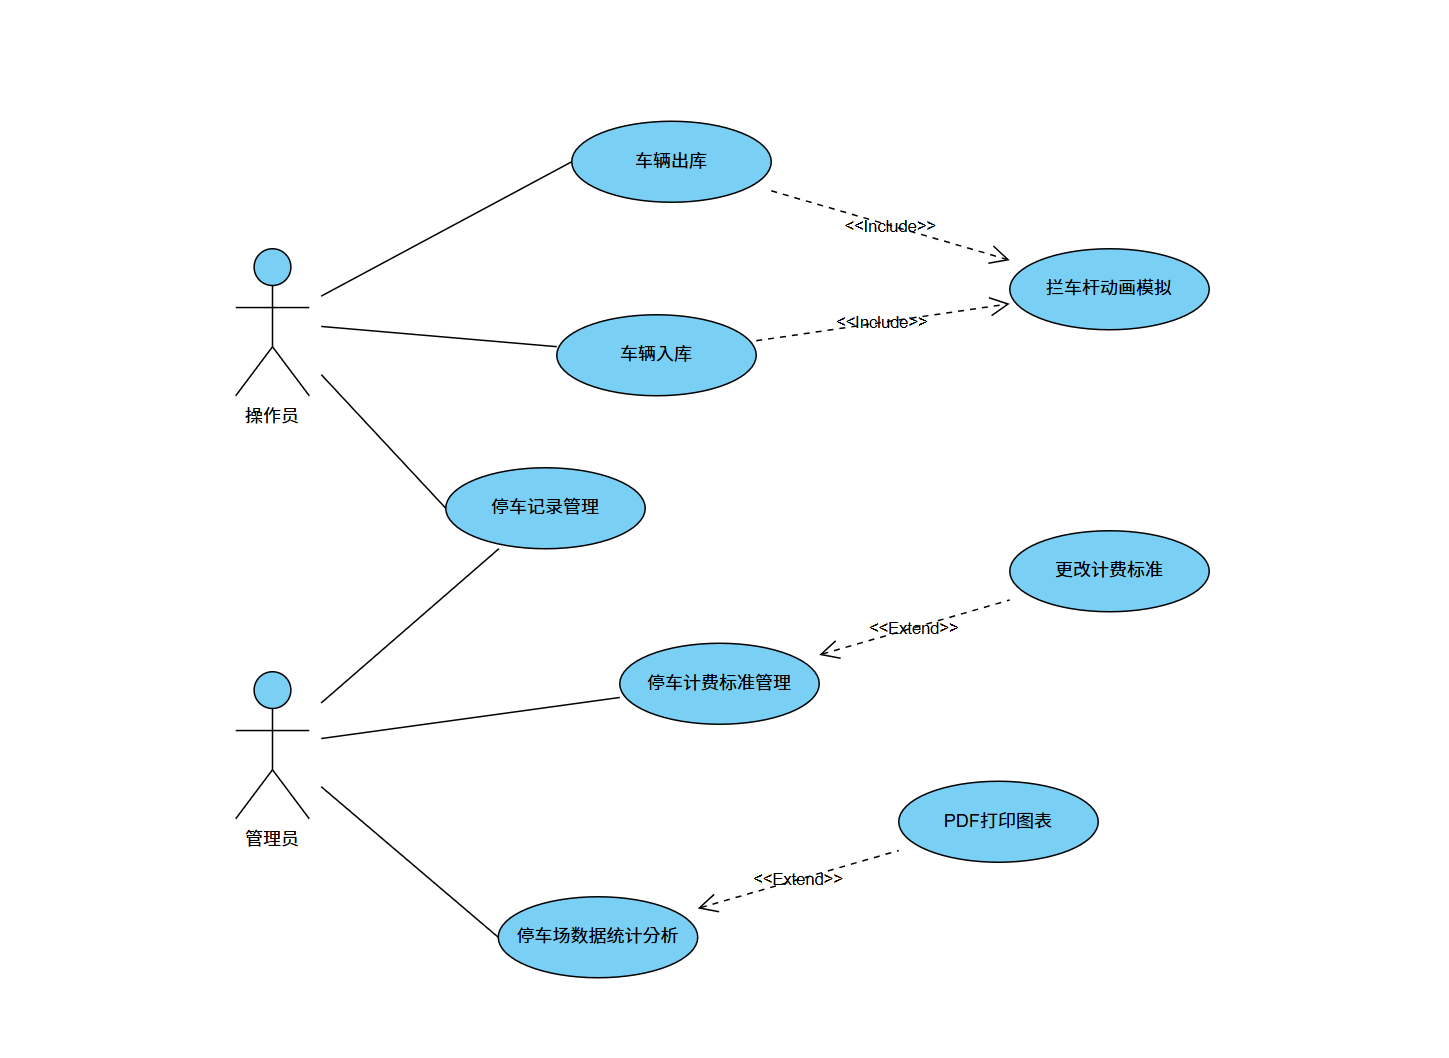 车辆出库
<<Include>>
拦车杆动画模拟
<<Include>>
车辆入库
操作员
停车记录管理
更改计费标准
<<Extend>>
停车计费标准管理
管理员
PDF打印图表
<<Extend>>
停车场数据统计分析